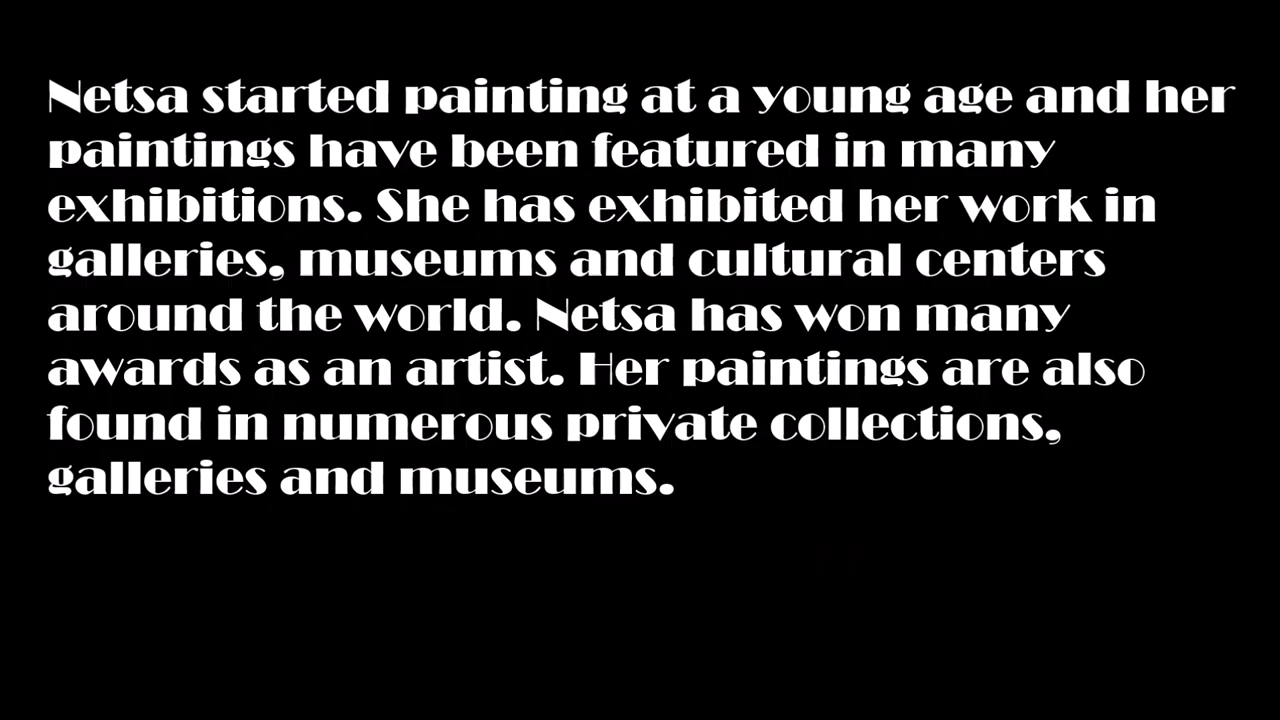 Netsa started painting at a young age and her
paintings have been featured in many
exhibitions. She has exhibited her work in
galleries, museums and cultural centers
around the world. Netsa has won many
awards as an artist. Her paintings are also
found in numerous private collections,
galleries and museums.